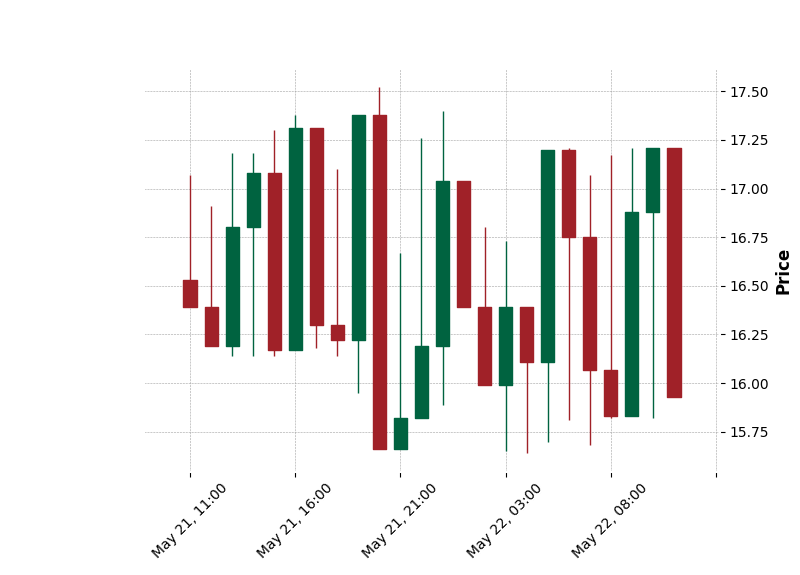 17.50
17.25
17.00
16.75
16.50
16.25
16.00
15.75
Price
May 21, 11:00
May 21, 16:00
May 21, 21:00
May 22, 03:00
May 22, 08:00